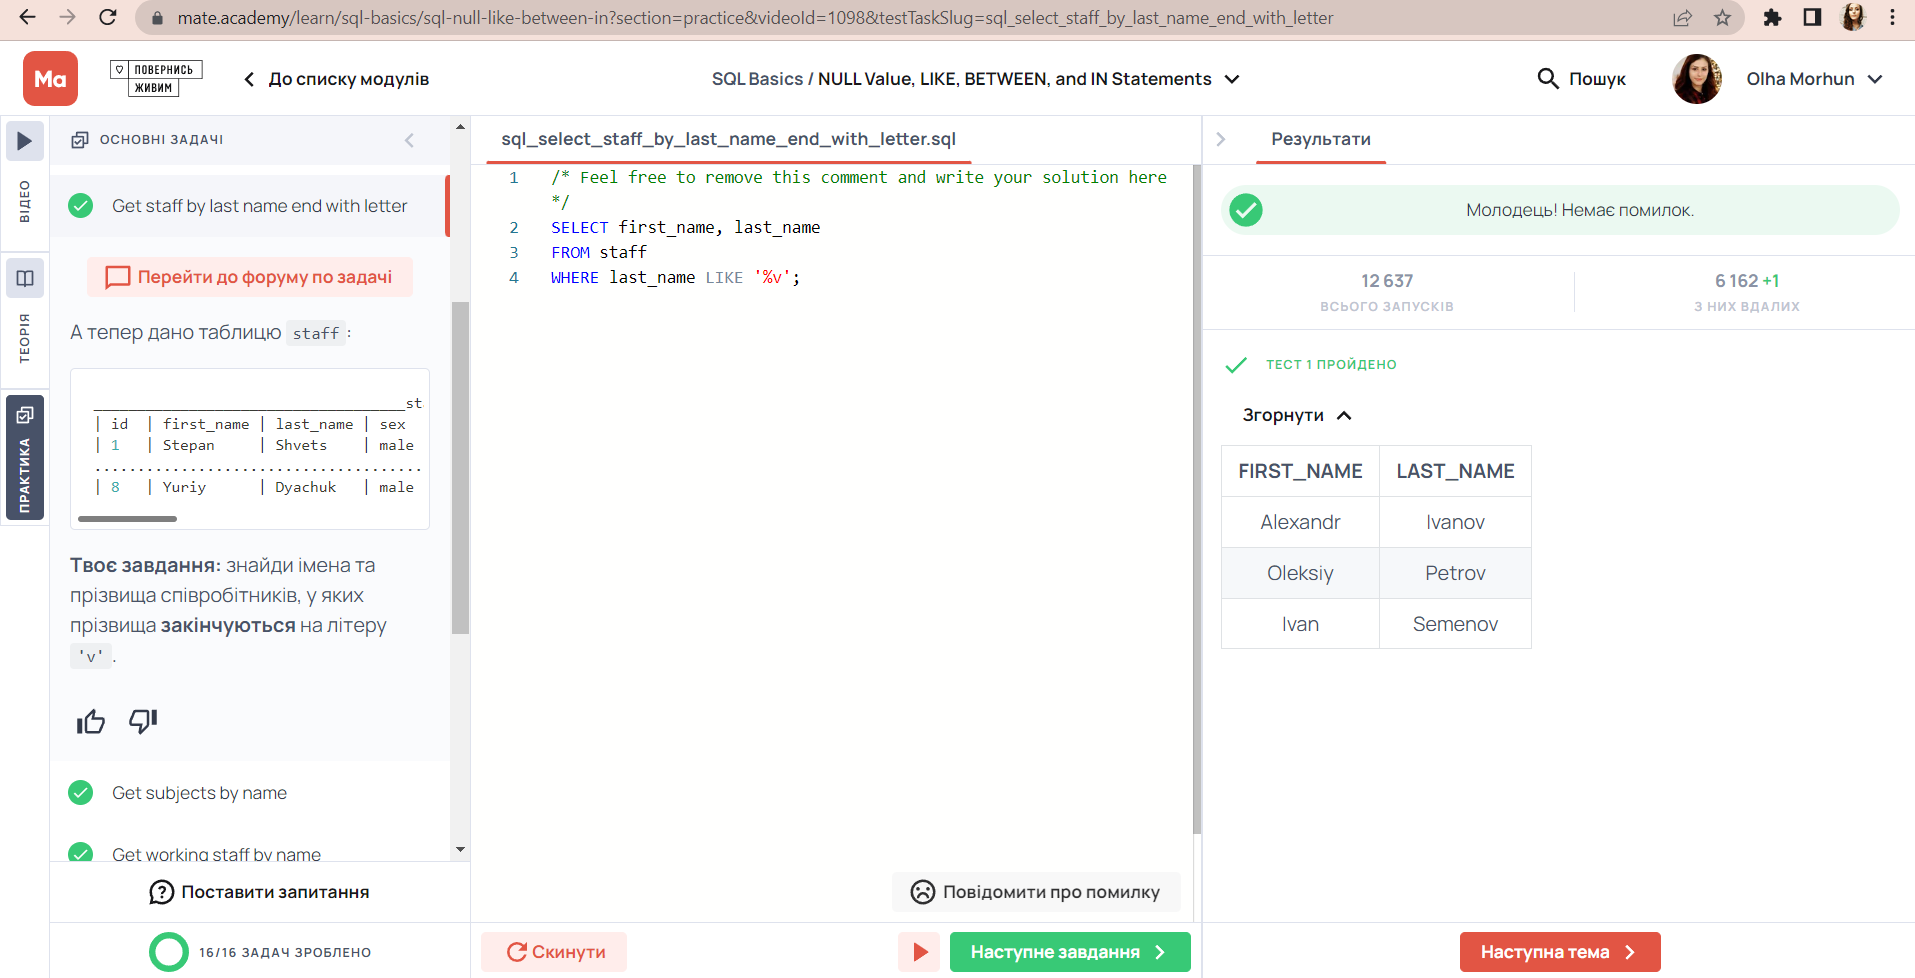 mate.academy/learn/sql-basics/sql-null-like-between-in?section=practice&videoId=1098&testTaskSlug=sql_select_staff_by_last_name_end_with_letter
Ma
ПОВЕРНИСЬ
ЖИВИМ
До списку модулів
SQL Basics / NULL Value, LIKE, BETWEEN, and IN Statements
Пошук
Olha Morhun
ВІДЕО
ТЕОРІЯ
ПРАКТИКА
ОСНОВНІ ЗАДАЧІ
Get staff by last name end with letter
Перейти до форуму по задачі
А тепер дано таблицю staff:
____________________________________st
| id | first_name | last_name | sex
| 1 | Stepan | Shvets | male
......................................
| 8 | Yuriy | Dyachuk | male
Твоє завдання: знайди імена та
прізвища співробітників, у яких
прізвища закінчуються на літеру
'v'.
Get subjects by name
Get working staff by name
Поставити запитання
16/16 ЗАДАЧ ЗРОБЛЕНО
sql_select_staff_by_last_name_end_with_letter.sql
1 /* Feel free to remove this comment and write your solution here
*/
2 SELECT first_name, last_name
3 FROM staff
4 WHERE last_name LIKE '%v';
Повідомити про помилку
Скинути
Наступне завдання
Результати
Молодець! Немає помилок.
12 637
ВСЬОГО ЗАПУСКІВ
6 162 +1
З НИХ ВДАЛИХ
ТЕСТ 1 ПРОЙДЕНО
Згорнути
FIRST_NAME LAST_NAME
Alexandr Ivanov
Oleksiy Petrov
Ivan Semenov
Наступна тема